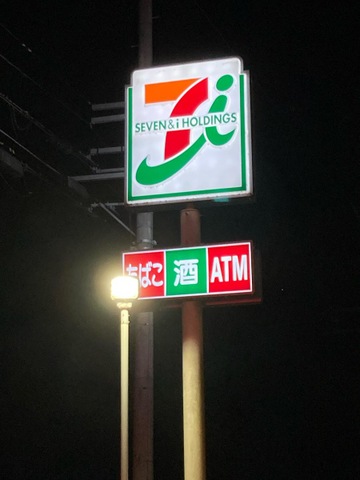 7i
SEVEN&i HOLDINGS
たばこ 酒 ATM